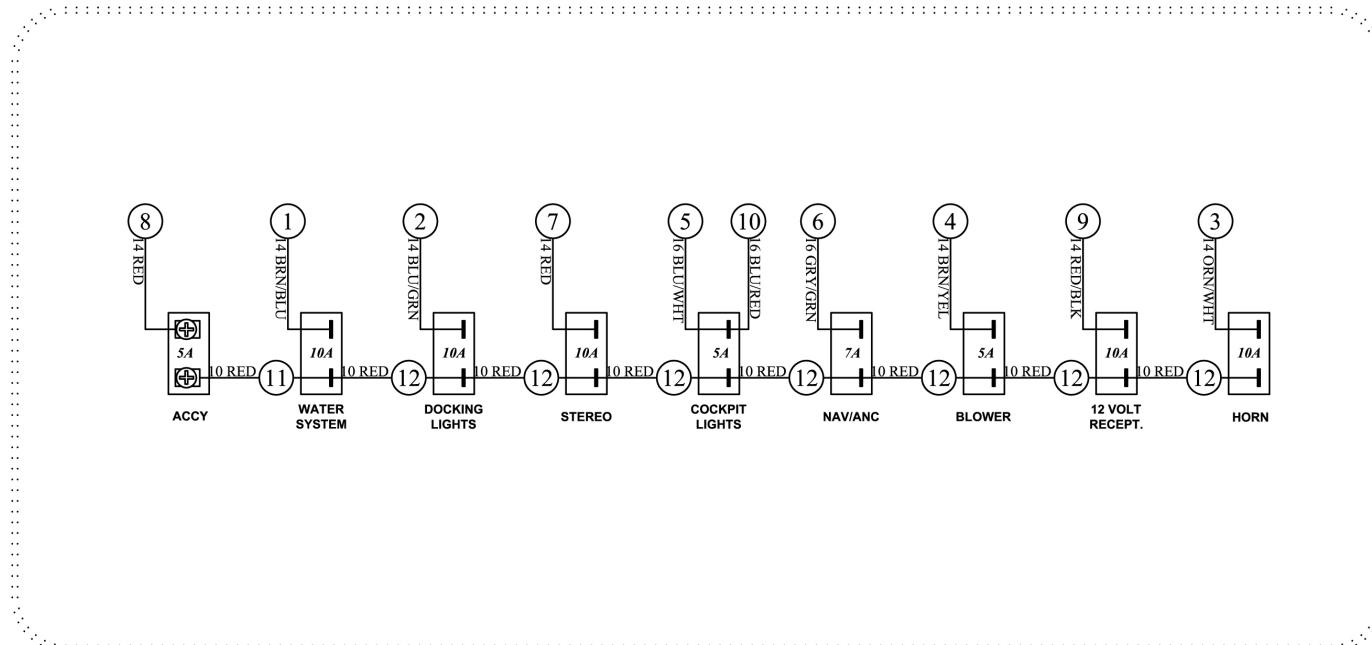 8 1 2 7 5 10 6 4 9 3
14 RED
14 BRN/BLU
14 BLU/GRN
14 RED
16 BLU/WHT
16 BLU/RED
16 GRY/GRN
14 BRN/YEL
14 RED/BLK
14 ORN/WHT
5A 10A 10A 10A 5A 7A 5A 10A 10A
10 RED 11 10 RED 12 10 RED 12 10 RED 12 10 RED 12 10 RED 12 10 RED 12 10 RED 12
ACCY
WATER
SYSTEM
DOCKING
LIGHTS
STEREO
COCKPIT
LIGHTS
NAV/ANC
BLOWER
12 VOLT
RECEPT.
HORN